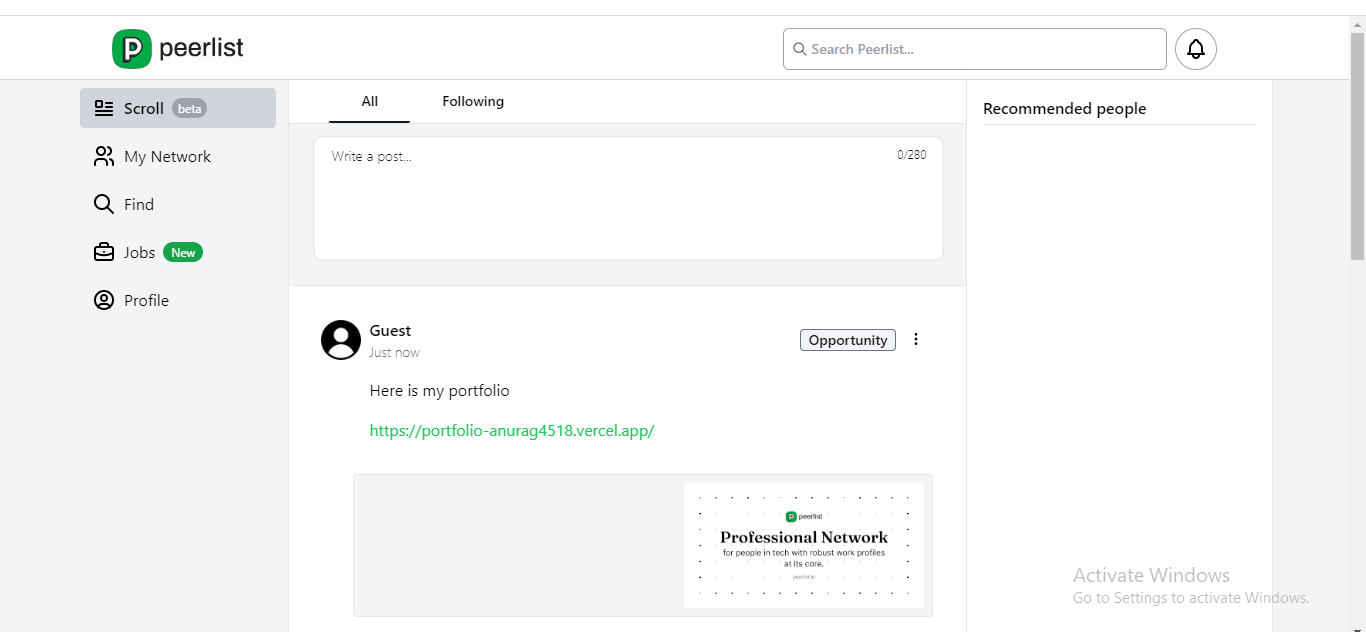 peerlist
Search Peerlist...
Scroll beta
My Network
Find
Jobs New
Profile
All Following
Write a post... 0/280
Guest
Just now
Opportunity
Here is my portfolio
https://portfolio-anurag4518.vercel.app/
peerlist
Professional Network
for people in tech with robust work profiles
at its core.
peerlist.io
Recommended people
Activate Windows
Go to Settings to activate Windows.